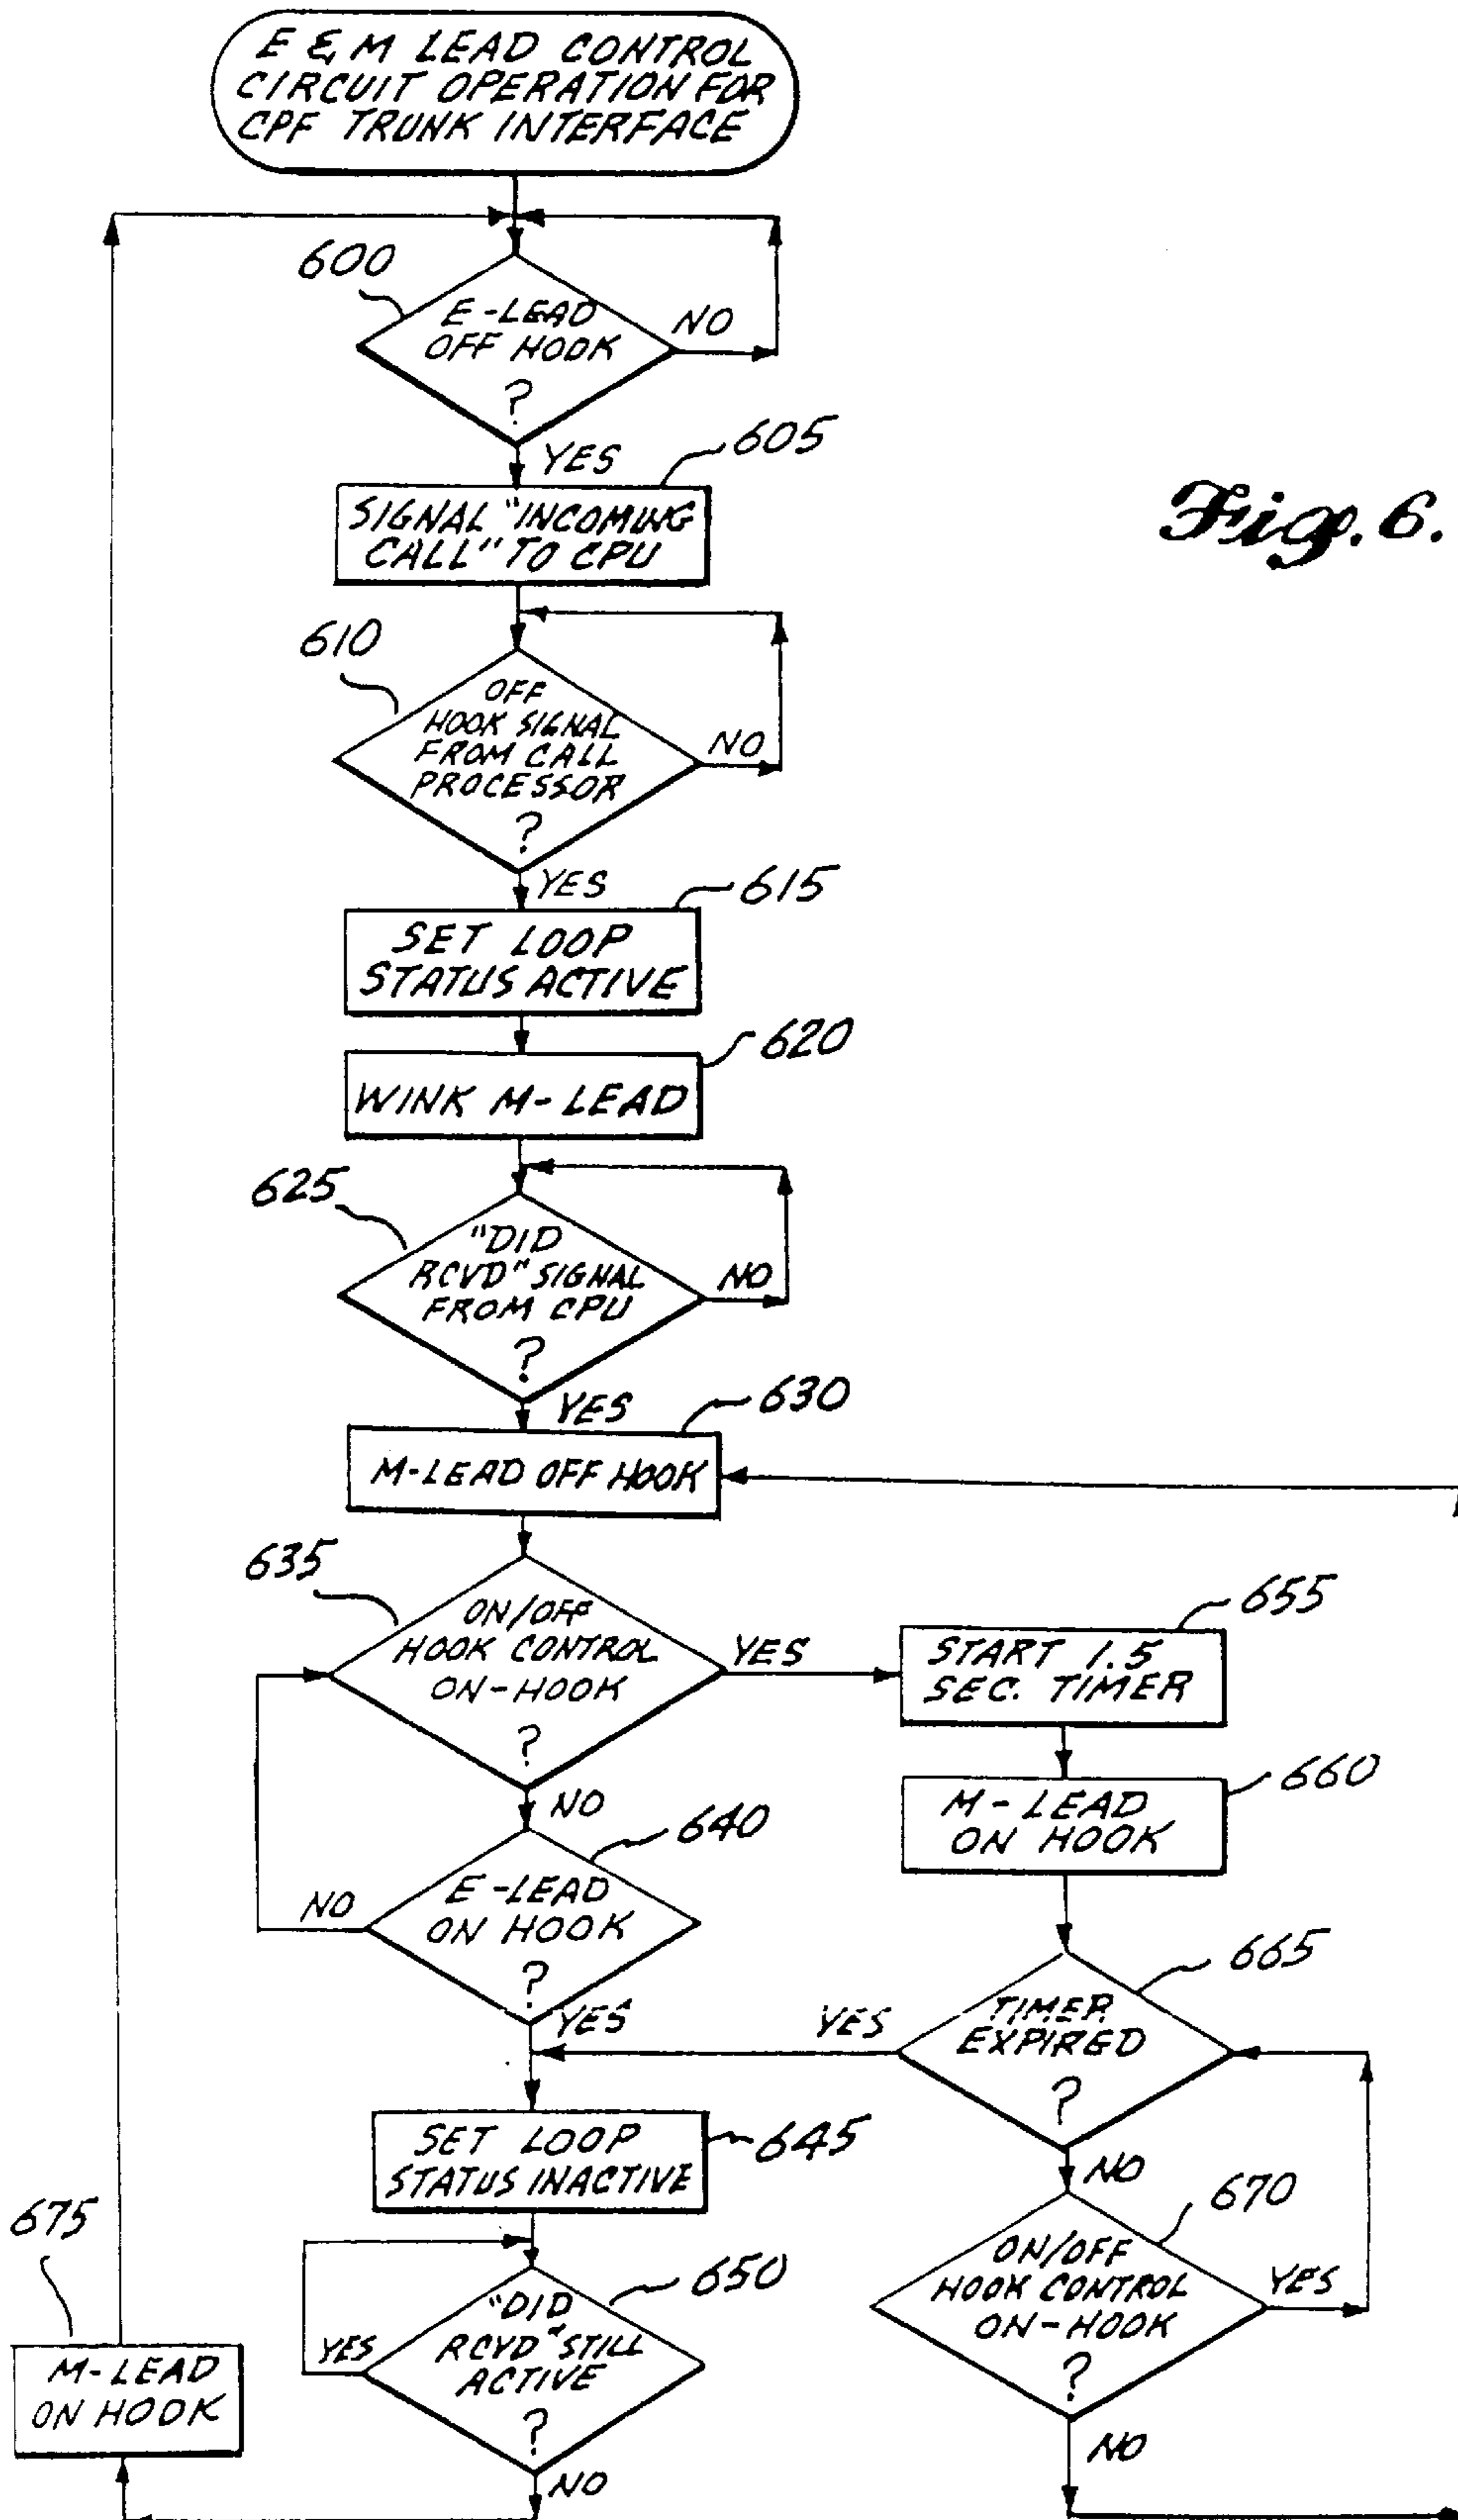 E & M LEAD CONTROL
CIRCUIT OPERATION FOR
CPF TRUNK INTERFACE
600
E-LEAD
OFF HOOK
?
NO
YES
605
SIGNAL "INCOMING
CALL" TO CPU
Fig. 6.
610
OFF
HOOK SIGNAL
FROM CALL
PROCESSOR
?
NO
YES
615
SET LOOP
STATUS ACTIVE
620
WINK M-LEAD
625
"DID
RCVD" SIGNAL
FROM CPU
?
NO
YES
630
M-LEAD OFF HOOK
635
ON/OFF
HOOK CONTROL
ON-HOOK
?
YES
NO
655
START 1.5
SEC. TIMER
660
M-LEAD
ON HOOK
640
E-LEAD
ON HOOK
?
NO
YES
665
TIMER
EXPIRED
?
YES
NO
645
SET LOOP
STATUS INACTIVE
670
ON/OFF
HOOK CONTROL
ON-HOOK
?
YES
NO
650
"DID
RCVD" STILL
ACTIVE
?
YES
NO
675
M-LEAD
ON HOOK